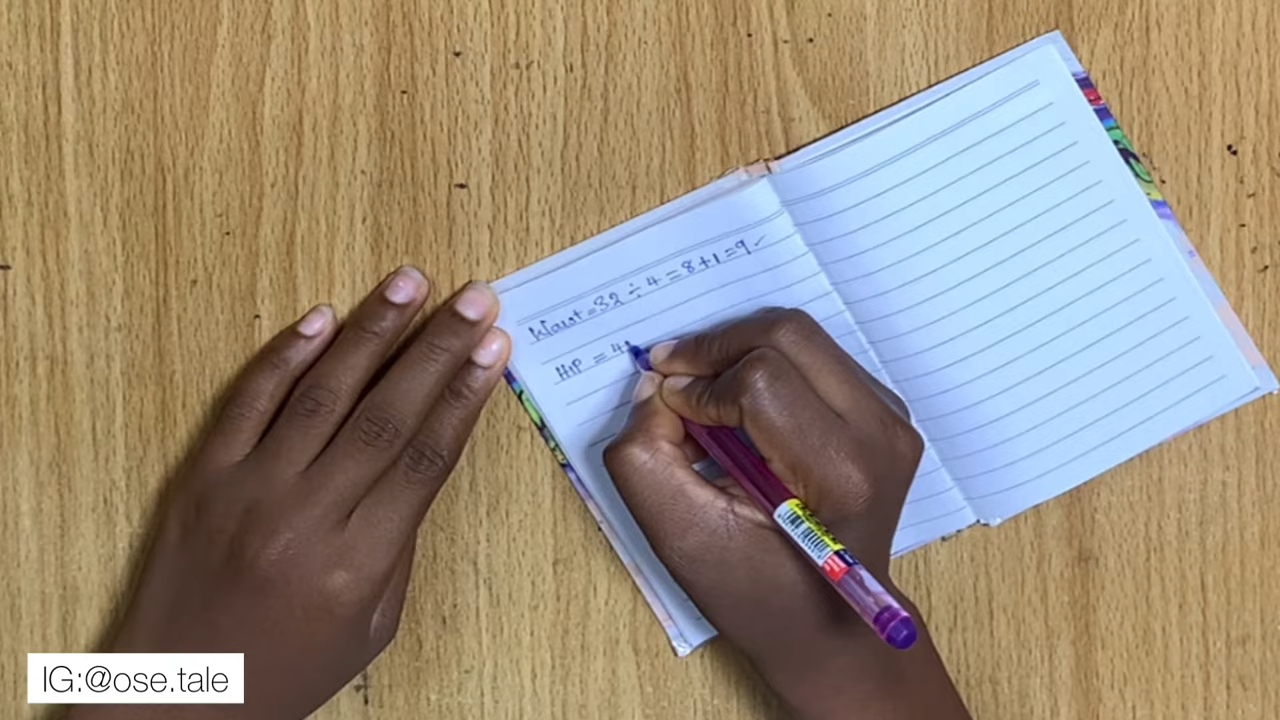 Waist = 32 ÷ 4 = 8 + 1 = 9 ✓
HIP = 4
IG:@ose.tale